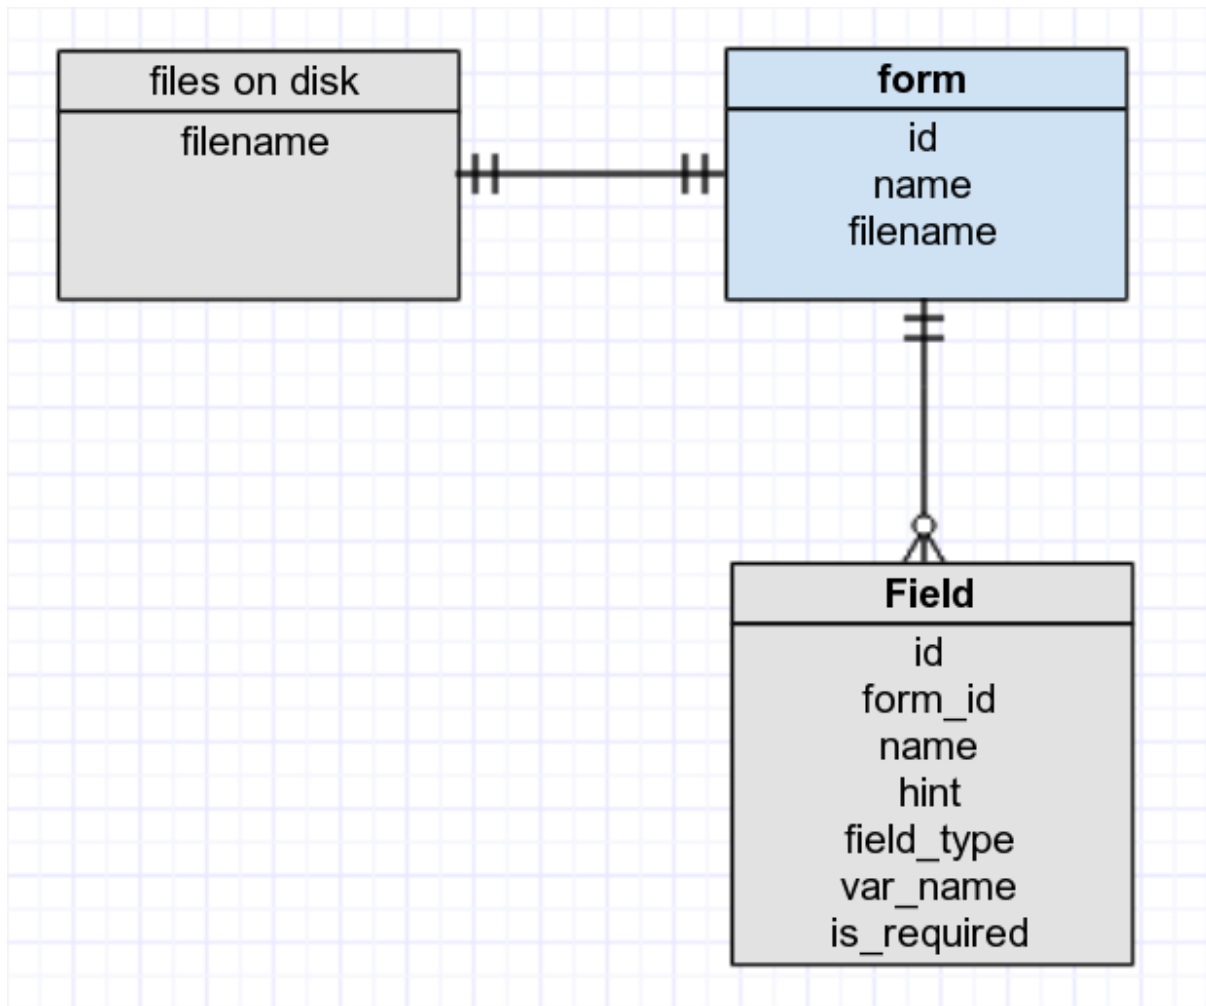 files on disk
filename
form
id
name
filename
Field
id
form_id
name
hint
field_type
var_name
is_required